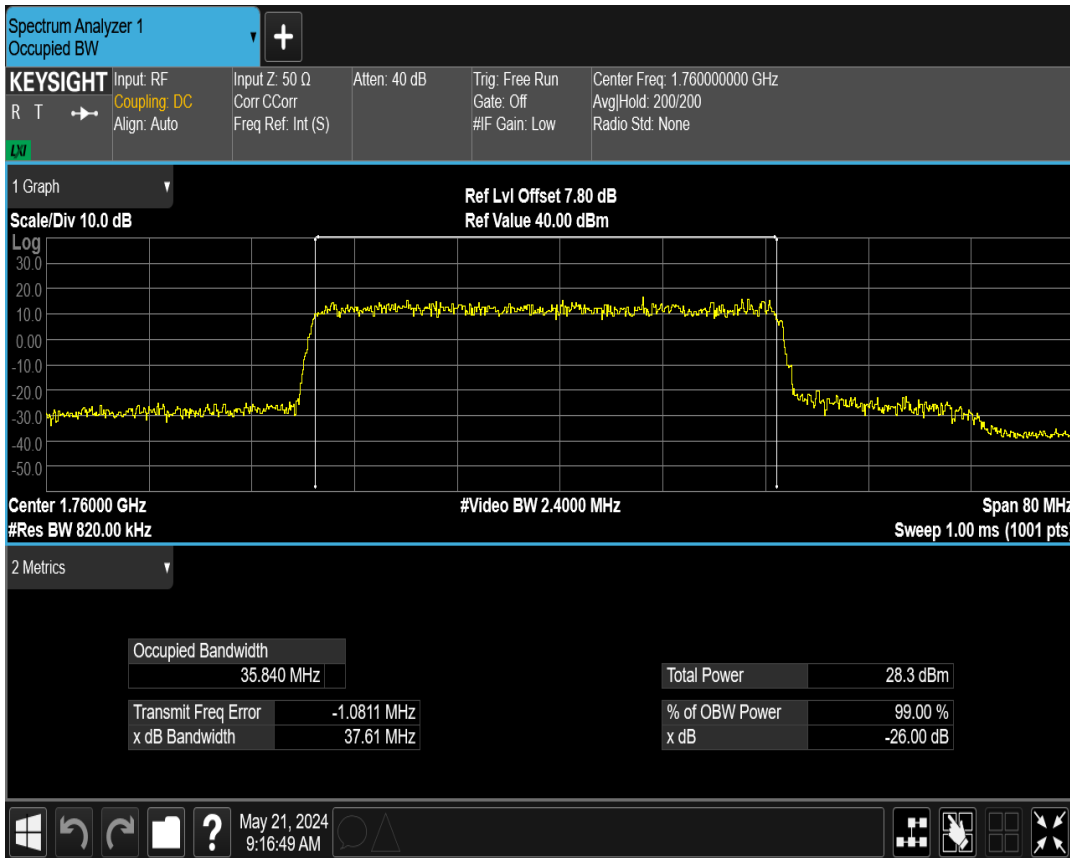 Spectrum Analyzer 1
Occupied BW
+
KEYSIGHT
R T
LXI
Input: RF
Coupling: DC
Align: Auto
Input Z: 50 Ω
Corr CCorr
Freq Ref: Int (S)
Atten: 40 dB
Trig: Free Run
Gate: Off
#IF Gain: Low
Center Freq: 1.760000000 GHz
Avg|Hold: 200/200
Radio Std: None
1 Graph
Scale/Div 10.0 dB
Ref Lvl Offset 7.80 dB
Ref Value 40.00 dBm
Log
30.0
20.0
10.0
0.00
-10.0
-20.0
-30.0
-40.0
-50.0
Center 1.76000 GHz
#Video BW 2.4000 MHz
Span 80 MHz
#Res BW 820.00 kHz
Sweep 1.00 ms (1001 pts)
2 Metrics
Occupied Bandwidth
35.840 MHz
Total Power 28.3 dBm
Transmit Freq Error -1.0811 MHz
% of OBW Power 99.00 %
x dB Bandwidth 37.61 MHz
x dB -26.00 dB
?
May 21, 2024
9:16:49 AM